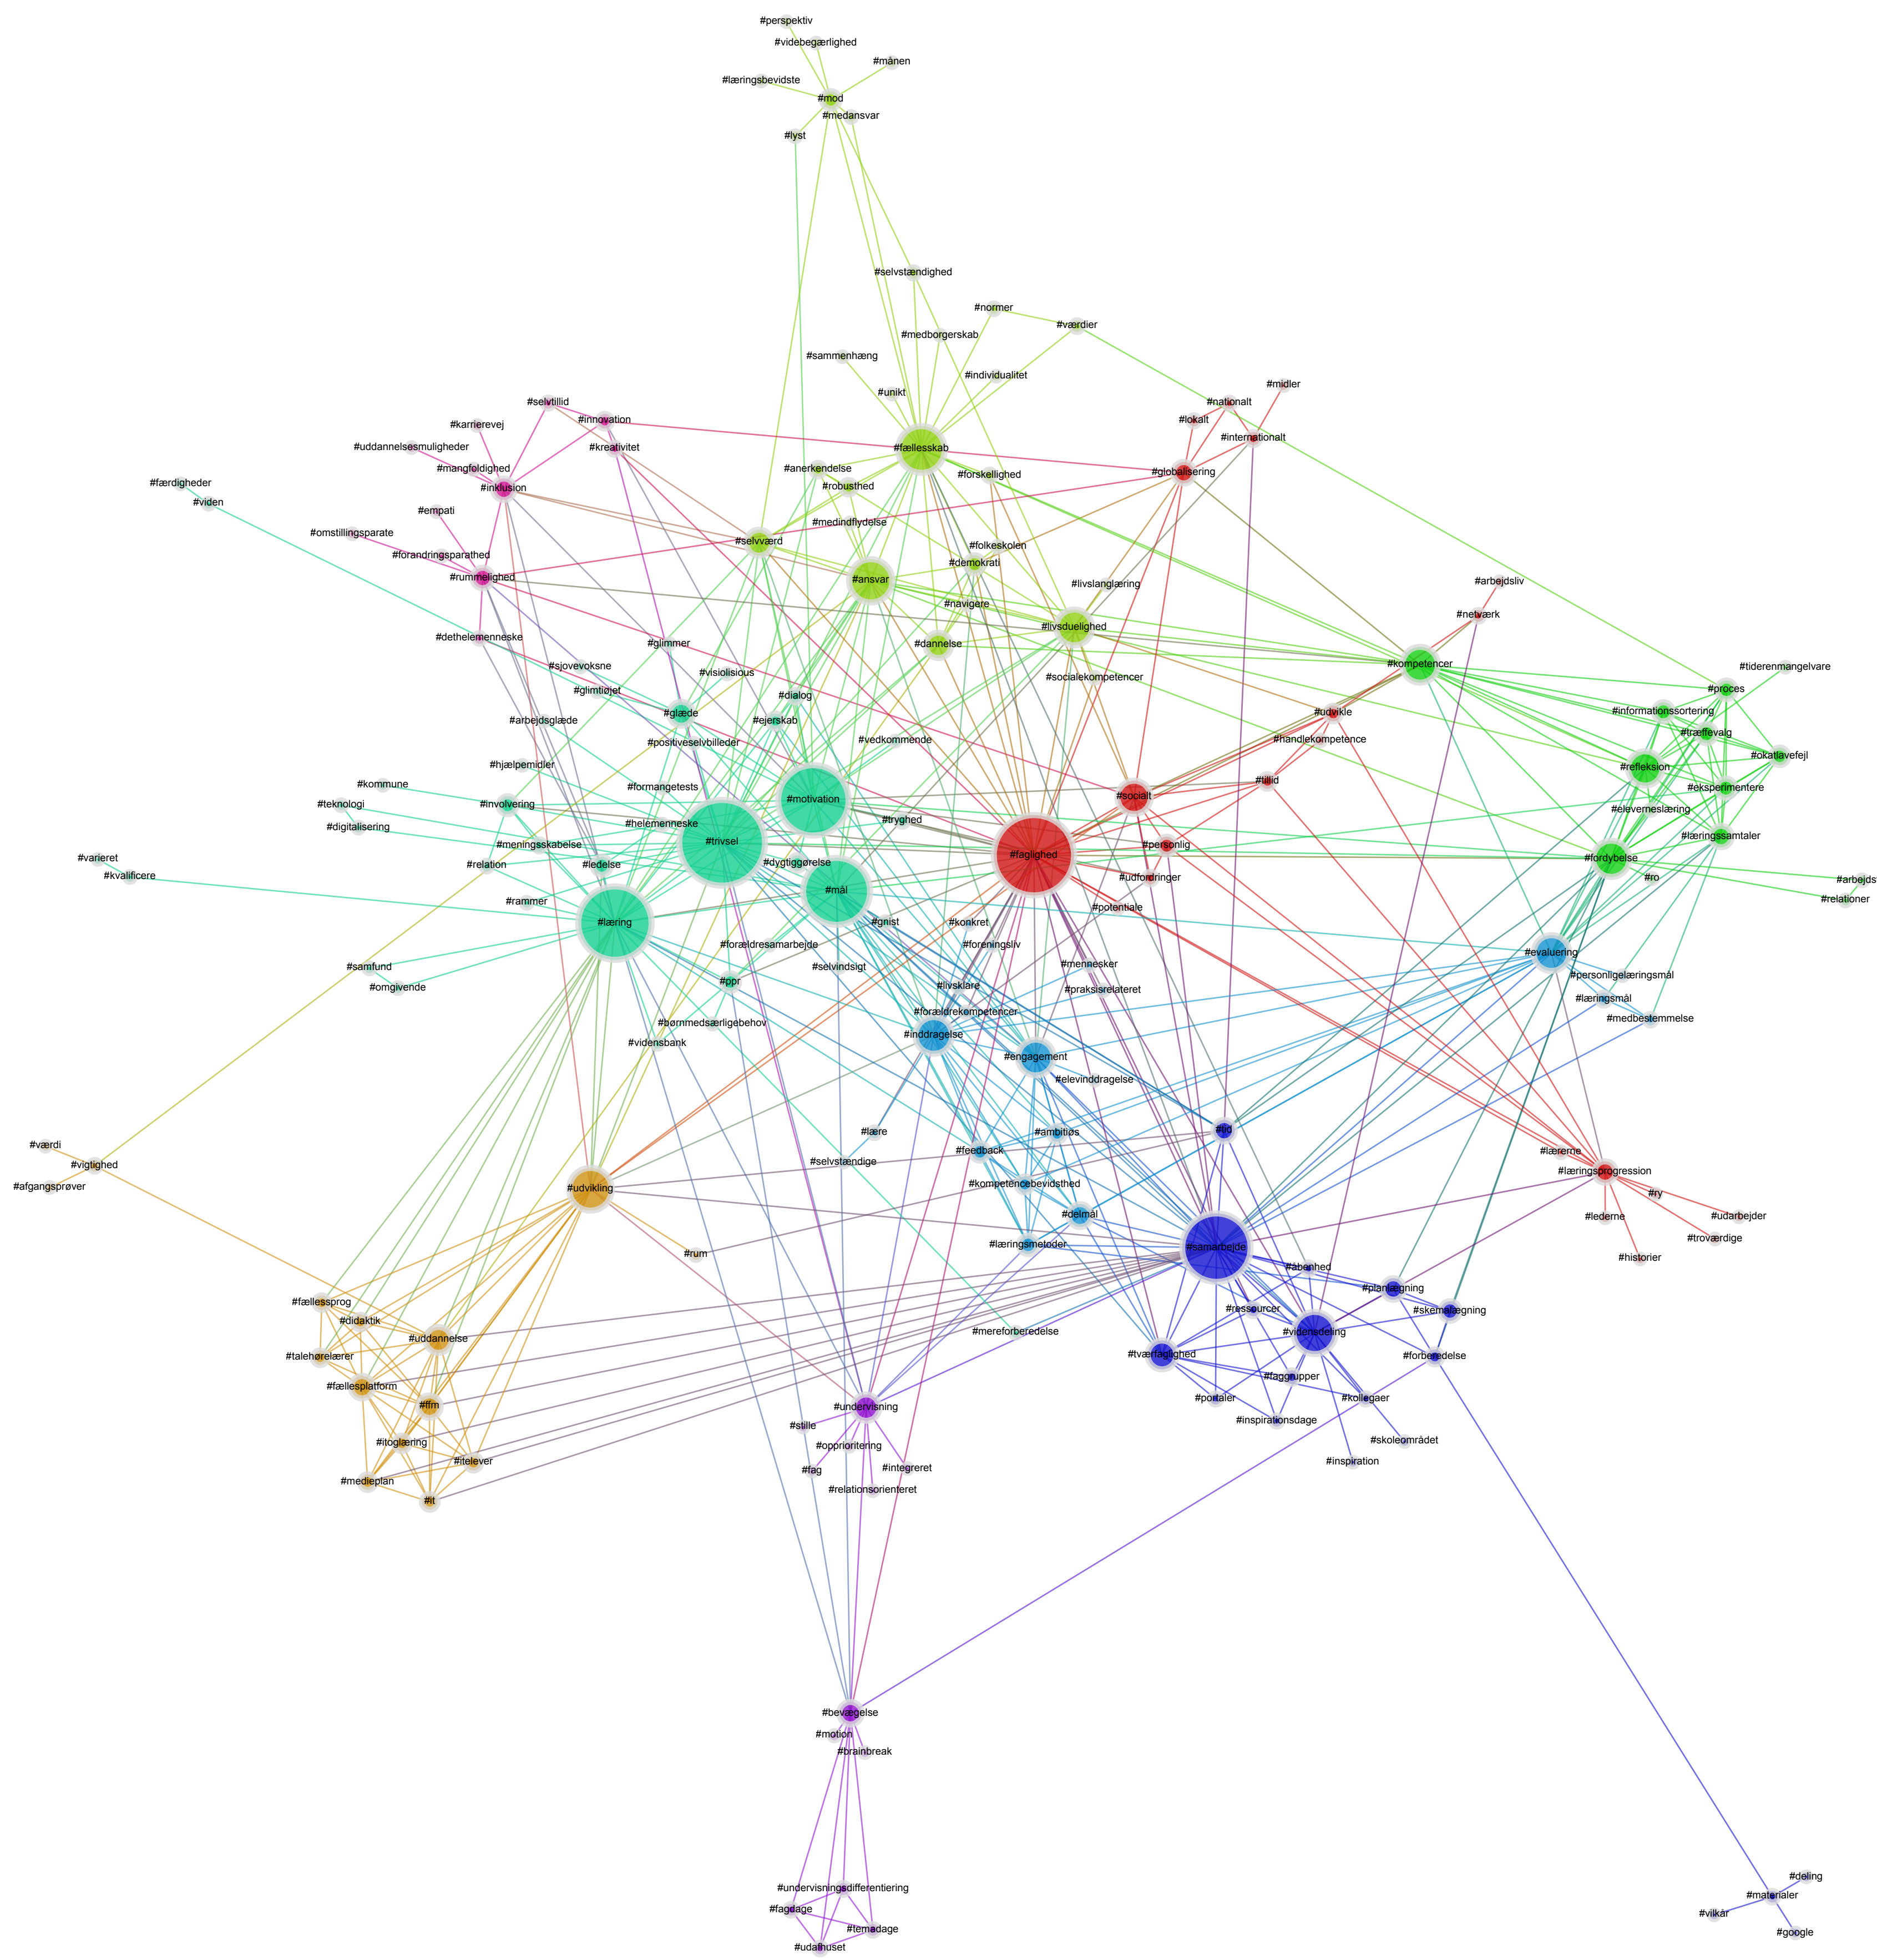 #perspektiv
#videbegærlighed
#månen
#læringsbevidste
#mod
#medansvar
#lyst
#selvstændighed
#normer
#værdier
#medborgerskab
#sammenhæng
#individualitet
#unikt
#midler
#selvtillid
#nationalt
#karrierevej
#innovation
#lokalt
#internationalt
#uddannelsesmuligheder
#kreativitet
#fællesskab
#mangfoldighed
#anerkendelse
#forskellighed
#globalisering
#færdigheder
#inklusion
#robusthed
#viden
#empati
#medindflydelse
#omstillingsparate
#selvværd
#folkeskolen
#forandringsparathed
#demokrati
#rummelighed
#ansvar
#livslanglæring
#arbejdsliv
#navigere
#netværk
#livsduelighed
#dethelemenneske
#glimmer
#dannelse
#sjovevoksne
#visiolisious
#kompetencer
#tiderenmangelvare
#glimtiøjet
#dialog
#socialekompetencer
#proces
#arbejdsglæde
#glæde
#ejerskab
#udvikle
#informationssortering
#positiveselvbilleder
#vedkommende
#handlekompetence
#træffevalg
#hjælpemidler
#refleksion
#okatlavefejl
#kommune
#formangetests
#tillid
#eksperimentere
#teknologi
#involvering
#motivation
#socialt
#eleverneslæring
#digitalisering
#helemenneske
#tryghed
#læringssamtaler
#meningsskabelse
#trivsel
#personlig
#varieret
#relation
#ledelse
#dygtiggørelse
#faglighed
#fordybelse
#kvalificere
#mål
#udfordringer
#ro
#arbejds
#rammer
#relationer
#læring
#gnist
#konkret
#potentiale
#forældresamarbejde
#foreningsliv
#evaluering
#samfund
#selvindsigt
#mennesker
#personligelæringsmål
#omgivende
#ppr
#livsklare
#praksisrelateret
#læringsmål
#børnmedsærligebehov
#forældrekompetencer
#medbestemmelse
#vidensbank
#inddragelse
#engagement
#elevinddragelse
#lære
#ambitiøs
#tid
#værdi
#feedback
#lærerne
#vigtighed
#selvstændige
#læringsprogression
#afgangsprøver
#udvikling
#kompetencebevidsthed
#ry
#delmål
#lederne
#udarbejder
#læringsmetoder
#samarbejde
#troværdige
#rum
#historier
#åbenhed
#planlægning
#fællessprog
#ressourcer
#skemalægning
#didaktik
#mereforberedelse
#vidensdeling
#uddannelse
#tværfaglighed
#forberedelse
#talehørelærer
#faggrupper
#fællesplatform
#portaler
#kollegaer
#ffm
#undervisning
#inspirationsdage
#stille
#itoglæring
#opprioritering
#skoleområdet
#itelever
#fag
#integreret
#inspiration
#medieplan
#relationsorienteret
#it
#bevægelse
#motion
#brainbreak
#undervisningsdifferentiering
#deling
#fagdage
#materialer
#temadage
#vilkår
#udafhuset
#google